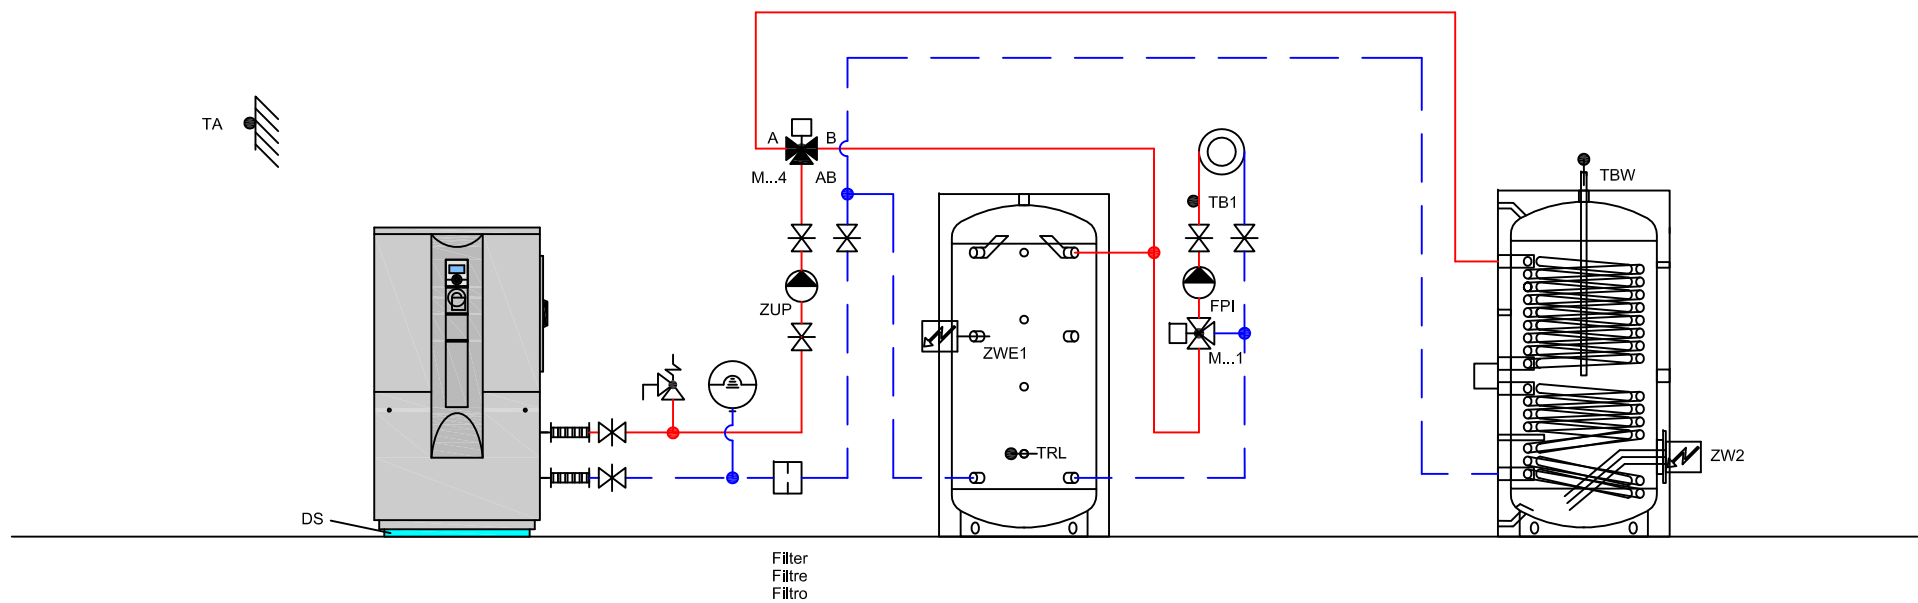 TA
A
B
M...4
AB
TBW
TB1
ZUP
FPI
ZWE1
M...1
TRL
ZW2
DS
Filter
Filtre
Filtro